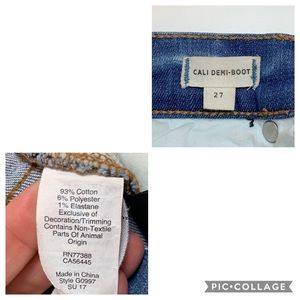 CALI DEMI-BOOT
27
93% Cotton
6% Polyester
1% Elastane
Exclusive of
Decoration/Trimming
Contains Non-Textile
Parts Of Animal
Origin
RN77388
CA56445
Made in China
Style G0997
SU 17
PIC•COLLAGE